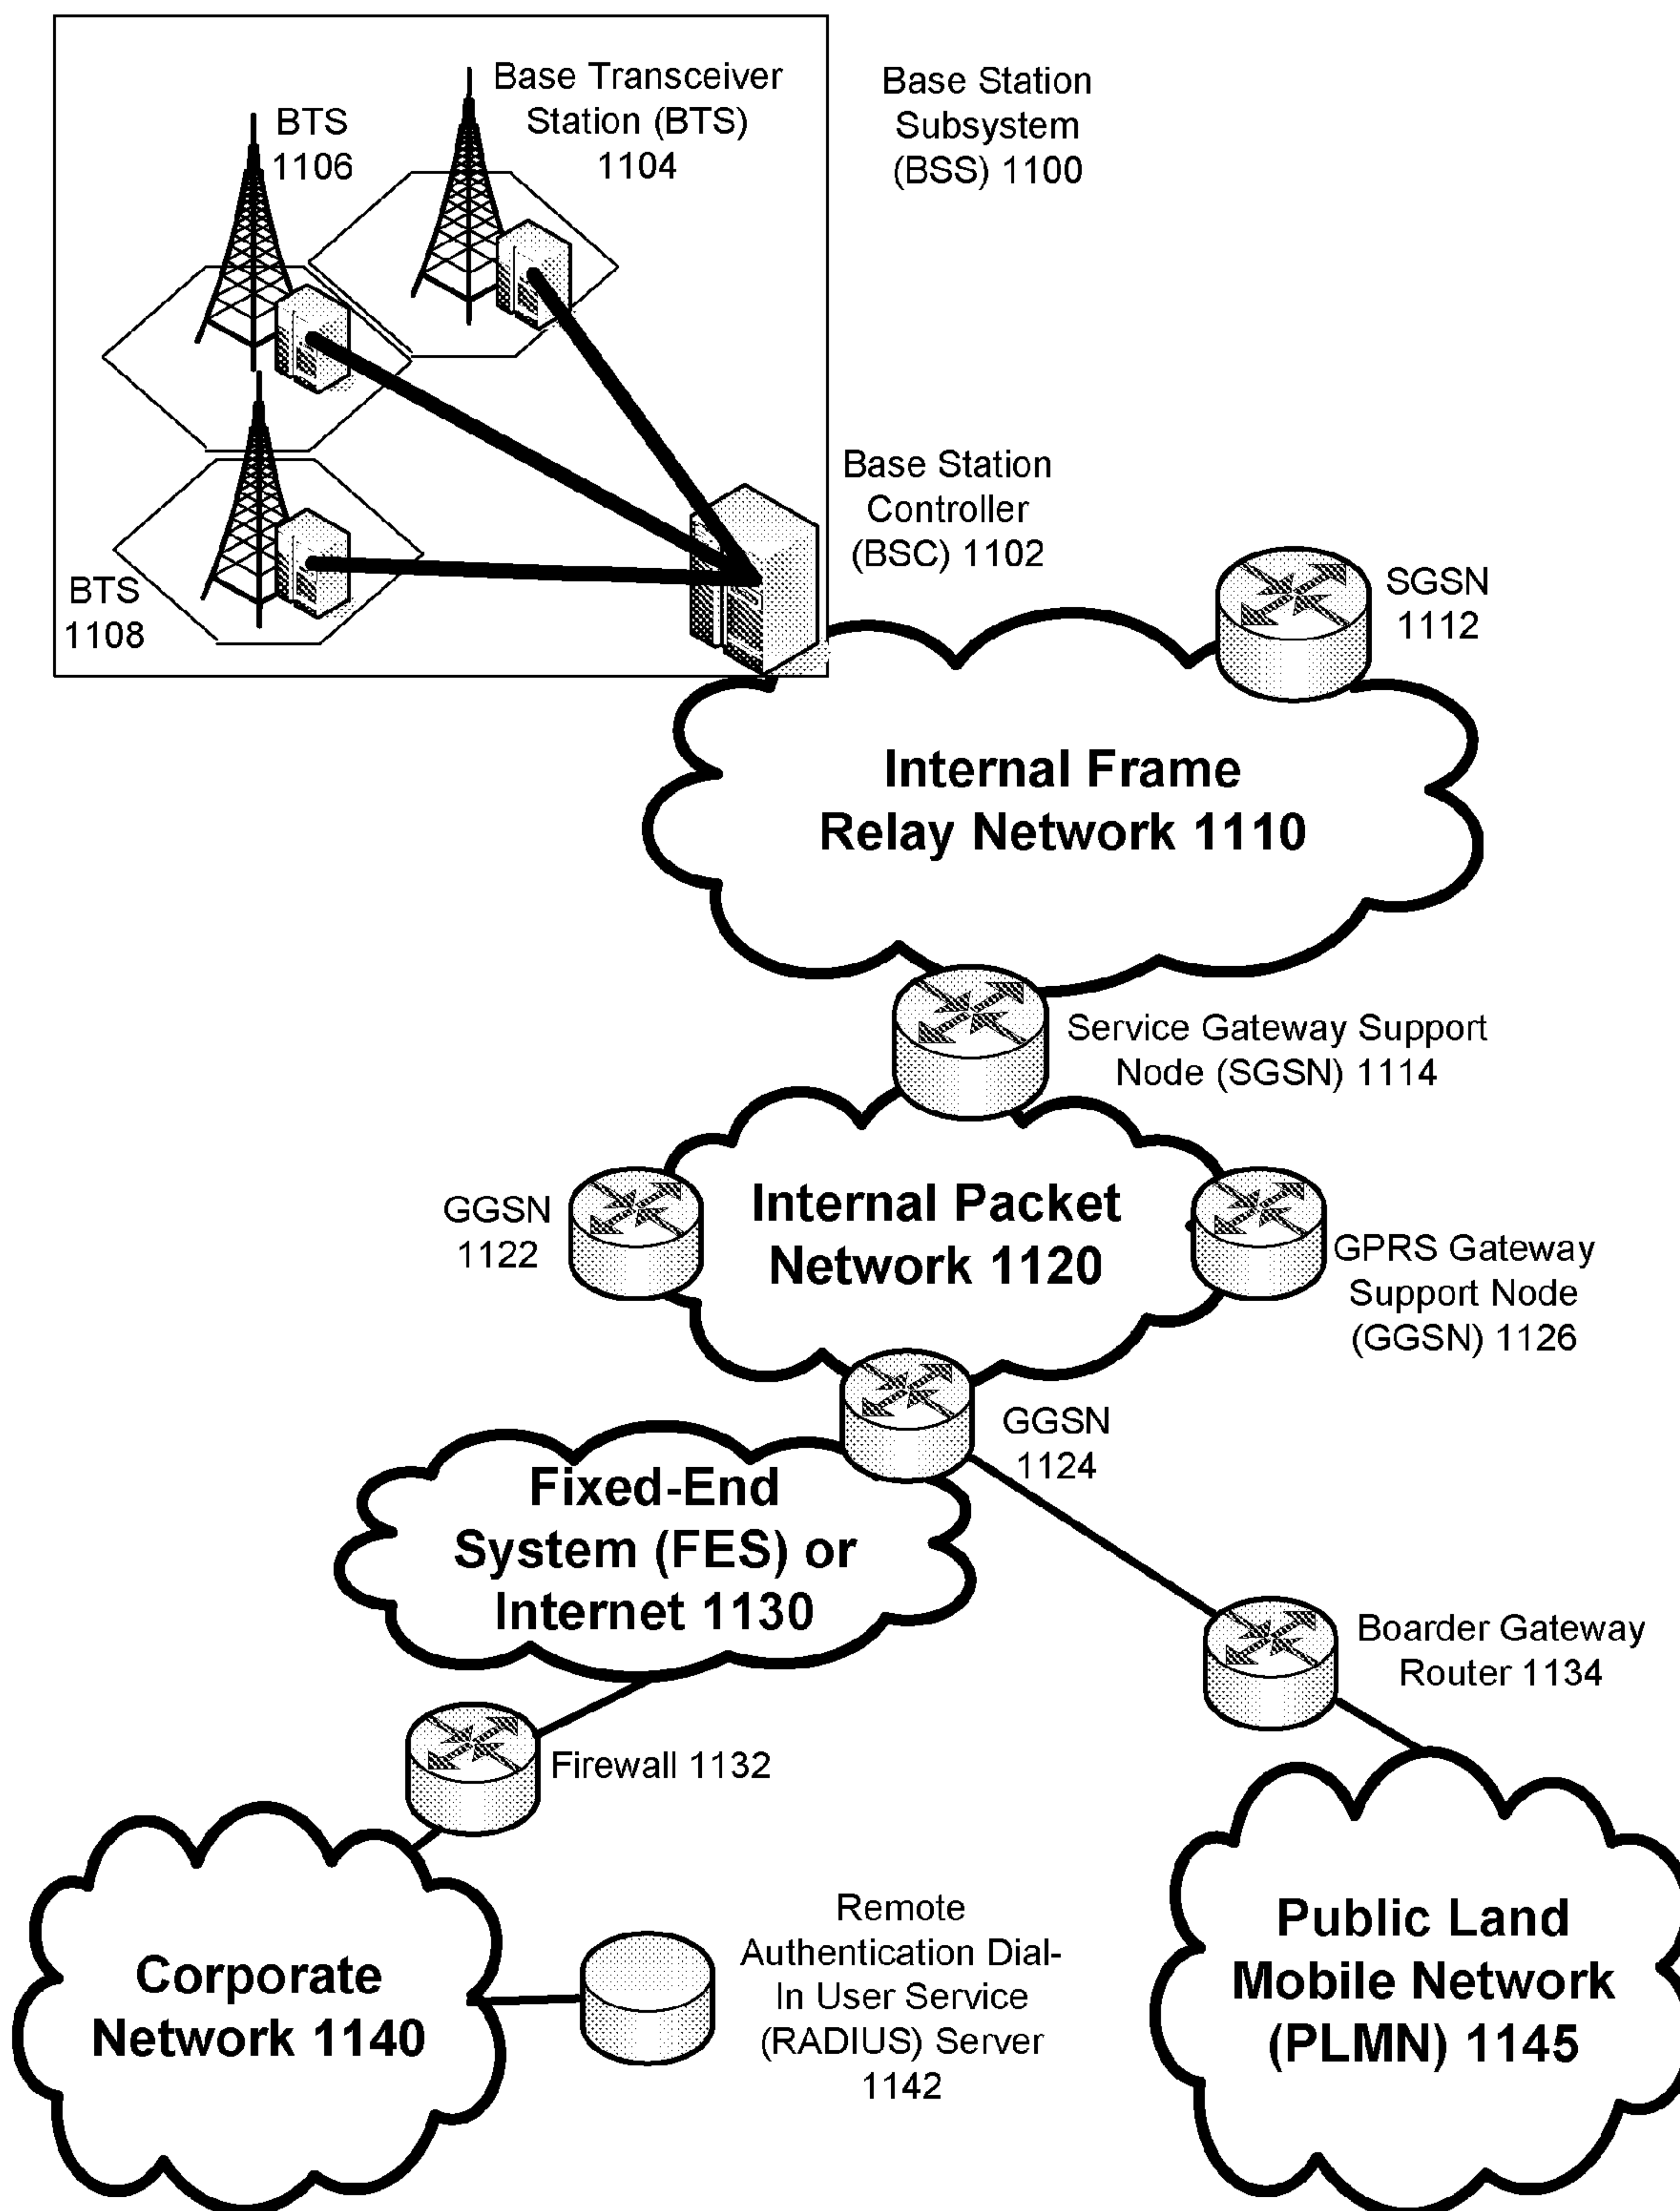 Base Transceiver
Station (BTS)
1104
BTS
1106
Base Station
Subsystem
(BSS) 1100
Base Station
Controller
(BSC) 1102
BTS
1108
SGSN
1112
Internal Frame
Relay Network 1110
Service Gateway Support
Node (SGSN) 1114
GGSN
1122
Internal Packet
Network 1120
GPRS Gateway
Support Node
(GGSN) 1126
GGSN
1124
Fixed-End
System (FES) or
Internet 1130
Boarder Gateway
Router 1134
Firewall 1132
Corporate
Network 1140
Remote
Authentication Dial-
In User Service
(RADIUS) Server
1142
Public Land
Mobile Network
(PLMN) 1145